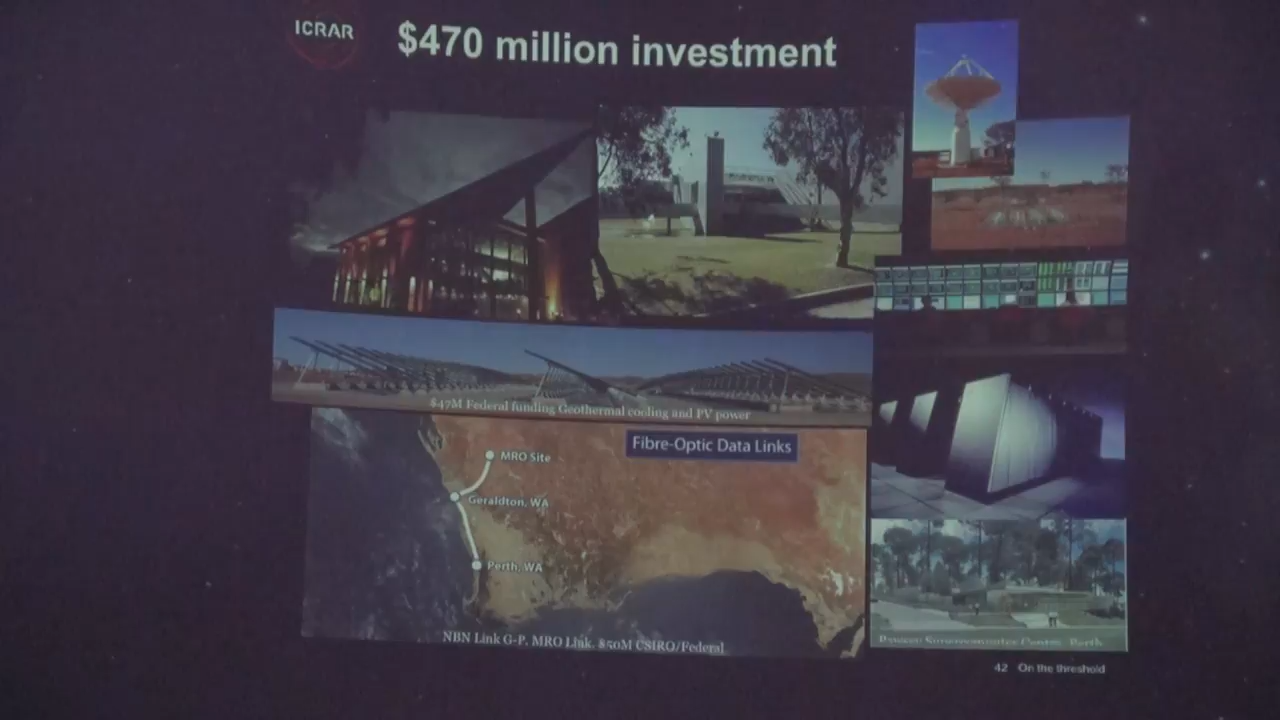 ICRAR
$470 million investment
$47M Federal funding Geothermal cooling and PV power
Fibre-Optic Data Links
MRO Site
Geraldton, WA
Perth, WA
NBN Link G-P, MRO Link, $50M CSIRO/Federal
Pawsey Supercomputer Centre, Perth
42 On the threshold